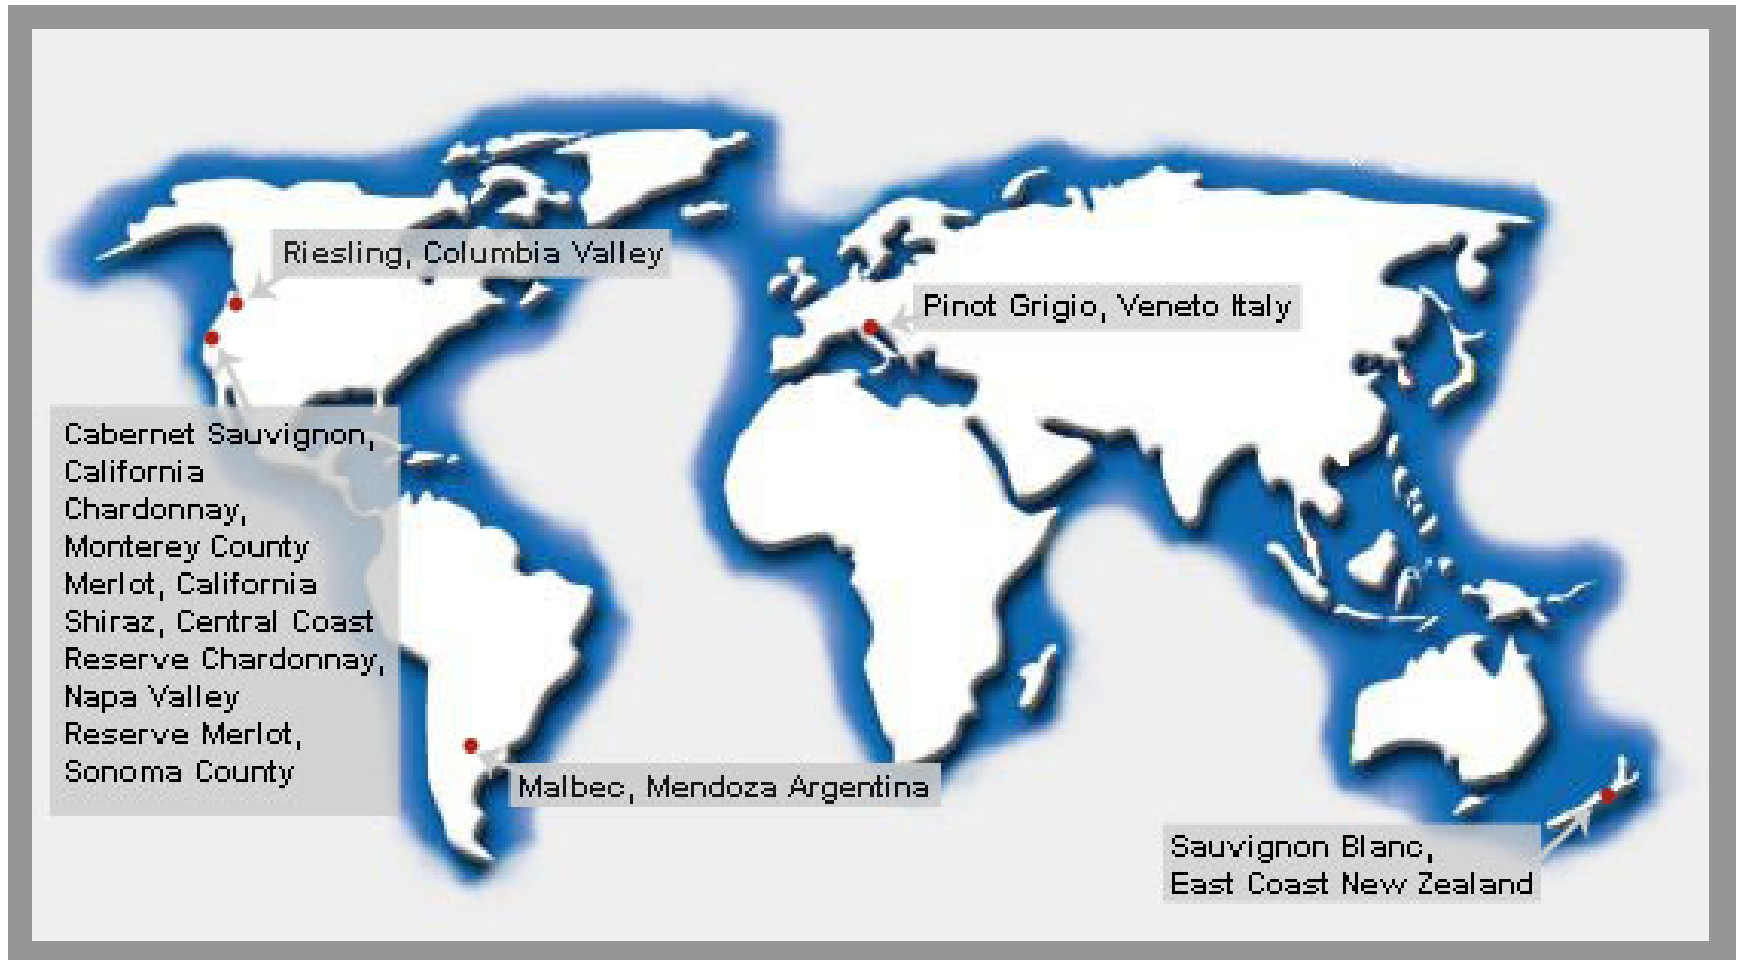 Riesling, Columbia Valley
Pinot Grigio, Veneto Italy
Cabernet Sauvignon,
California
Chardonnay,
Monterey County
Merlot, California
Shiraz, Central Coast
Reserve Chardonnay,
Napa Valley
Reserve Merlot,
Sonoma County
Malbec, Mendoza Argentina
Sauvignon Blanc,
East Coast New Zealand